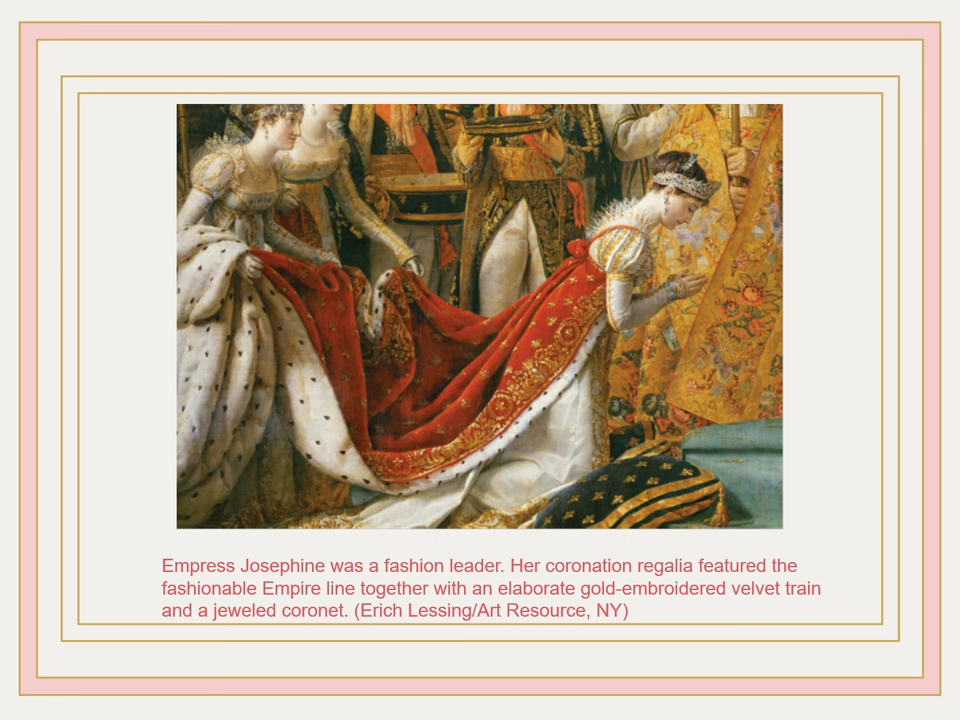 Empress Josephine was a fashion leader. Her coronation regalia featured the
fashionable Empire line together with an elaborate gold-embroidered velvet train
and a jeweled coronet. (Erich Lessing/Art Resource, NY)